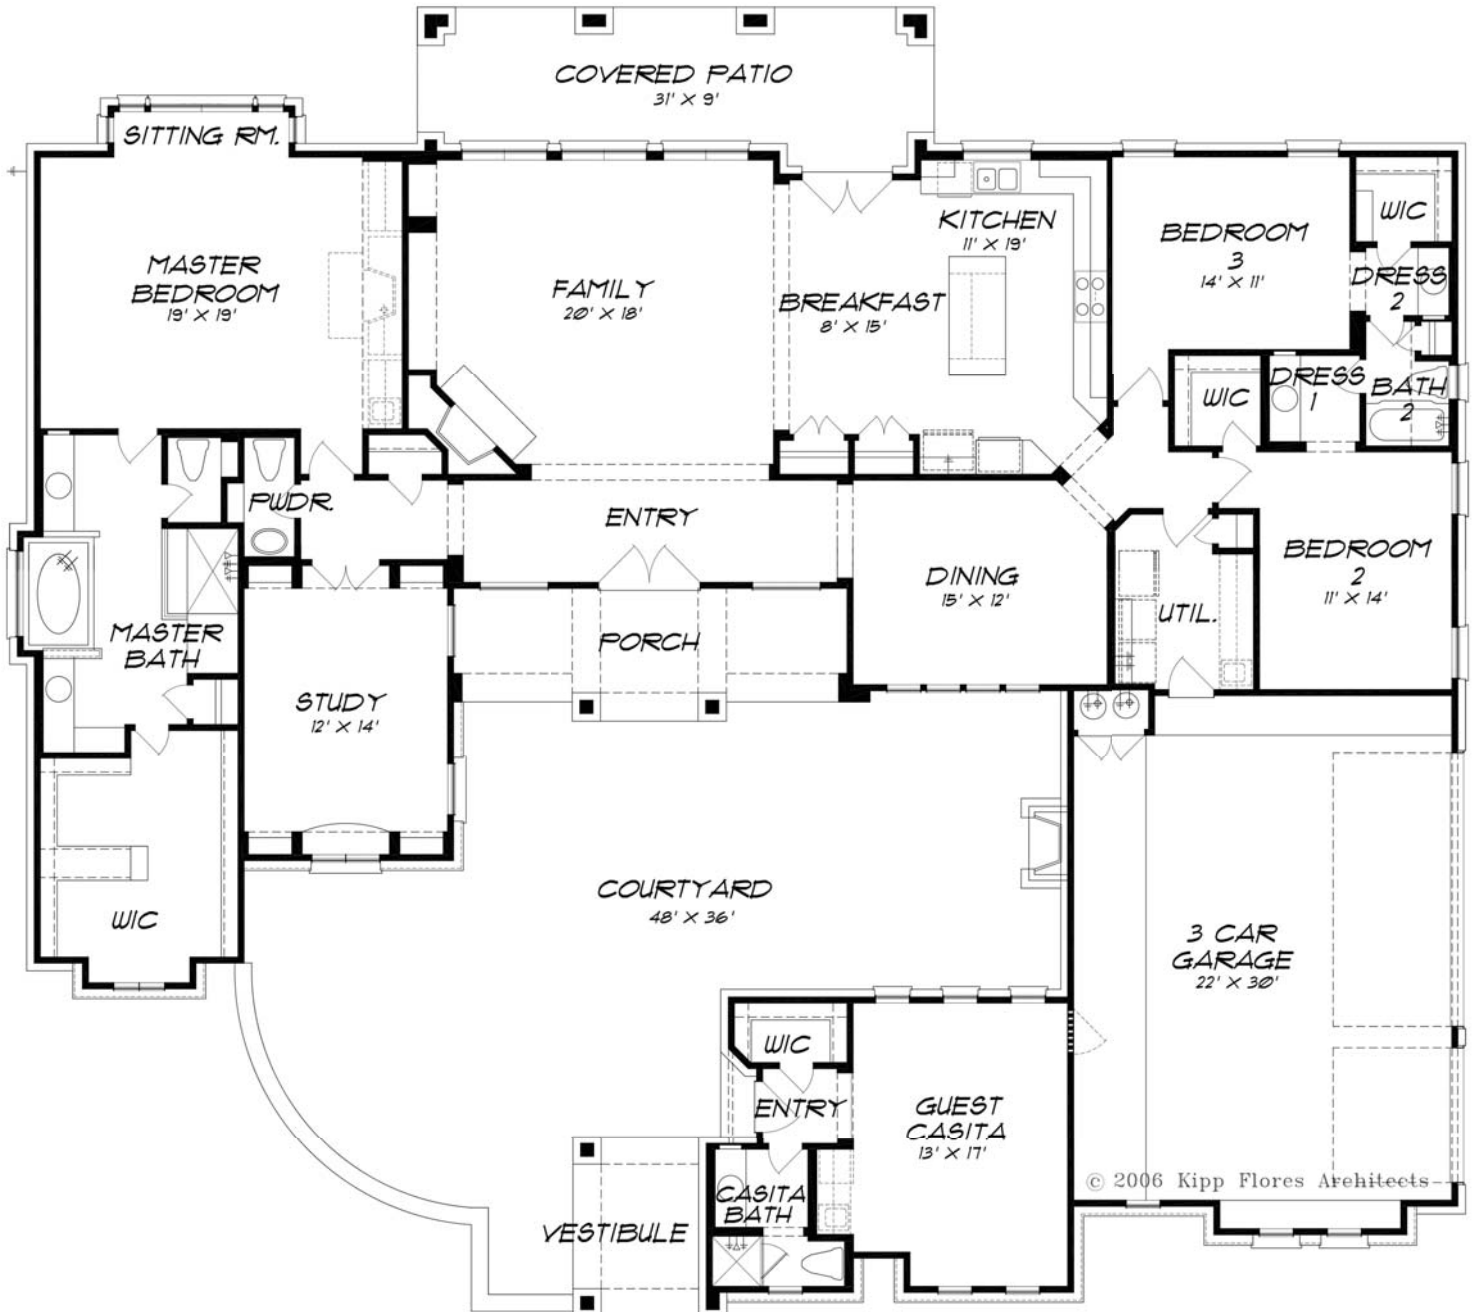 COVERED PATIO
31' X 9'
SITTING RM.
MASTER
BEDROOM
19' X 19'
FAMILY
20' X 18'
BREAKFAST
8' X 15'
KITCHEN
11' X 19'
BEDROOM
3
14' X 11'
WIC
DRESS
2
WIC
DRESS
1
BATH
2
PWDR.
ENTRY
DINING
15' X 12'
BEDROOM
2
11' X 14'
UTIL.
MASTER
BATH
PORCH
STUDY
12' X 14'
COURTYARD
48' X 36'
WIC
3 CAR
GARAGE
22' X 30'
WIC
ENTRY
GUEST
CASITA
13' X 17'
CASITA
BATH
VESTIBULE
© 2006 Kipp Flores Architects